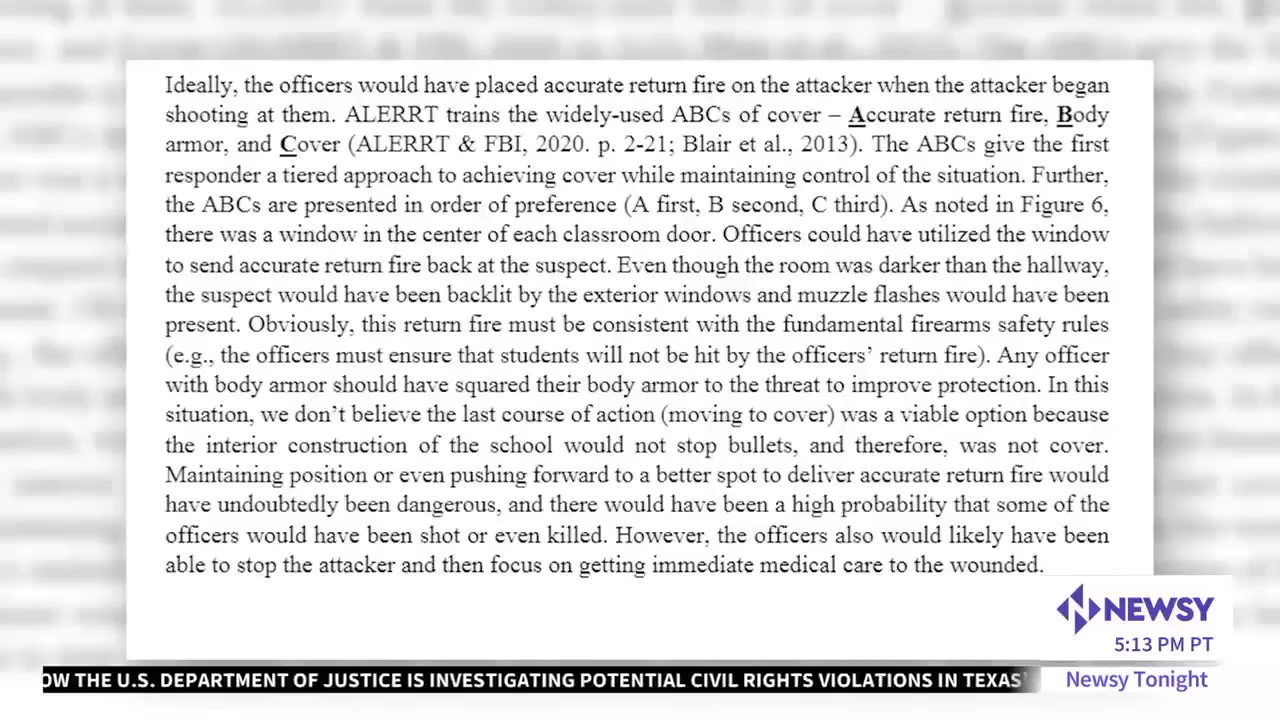 Ideally, the officers would have placed accurate return fire on the attacker when the attacker began
shooting at them. ALERRT trains the widely-used ABCs of cover – Accurate return fire, Body
armor, and Cover (ALERRT & FBI, 2020. p. 2-21; Blair et al., 2013). The ABCs give the first
responder a tiered approach to achieving cover while maintaining control of the situation. Further,
the ABCs are presented in order of preference (A first, B second, C third). As noted in Figure 6,
there was a window in the center of each classroom door. Officers could have utilized the window
to send accurate return fire back at the suspect. Even though the room was darker than the hallway,
the suspect would have been backlit by the exterior windows and muzzle flashes would have been
present. Obviously, this return fire must be consistent with the fundamental firearms safety rules
(e.g., the officers must ensure that students will not be hit by the officers’ return fire). Any officer
with body armor should have squared their body armor to the threat to improve protection. In this
situation, we don’t believe the last course of action (moving to cover) was a viable option because
the interior construction of the school would not stop bullets, and therefore, was not cover.
Maintaining position or even pushing forward to a better spot to deliver accurate return fire would
have undoubtedly been dangerous, and there would have been a high probability that some of the
officers would have been shot or even killed. However, the officers also would likely have been
able to stop the attacker and then focus on getting immediate medical care to the wounded.
NEWSY
5:13 PM PT
OW THE U.S. DEPARTMENT OF JUSTICE IS INVESTIGATING POTENTIAL CIVIL RIGHTS VIOLATIONS IN TEXAS'
Newsy Tonight